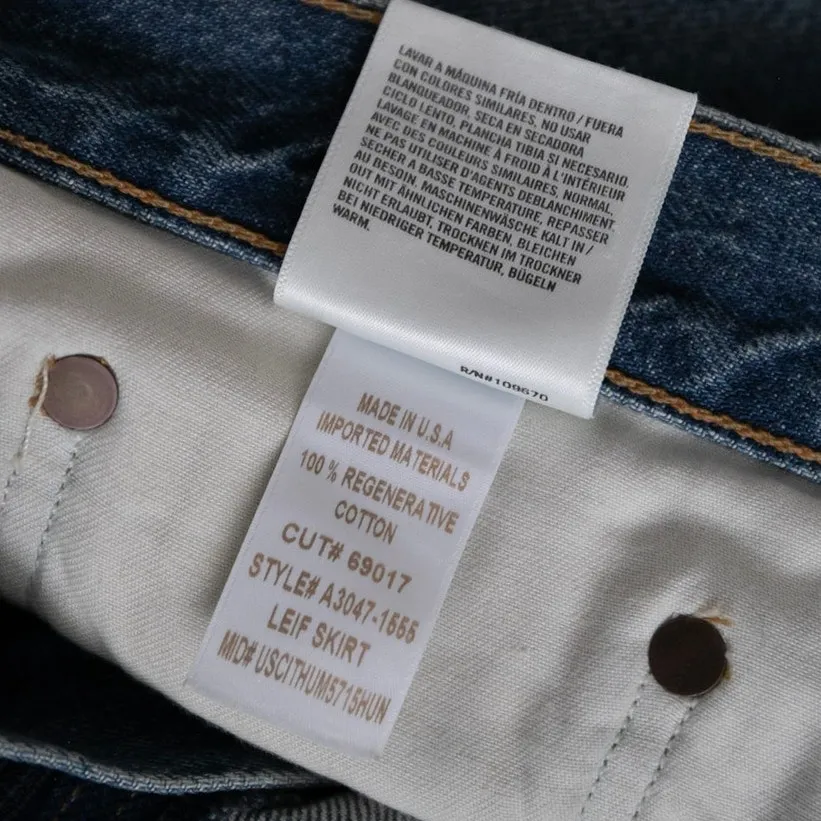 LAVAR A MÁQUINA FRÍA DENTRO / FUERA
CON COLORES SIMILARES, NO USAR
BLANQUEADOR, SECA EN SECADORA
CICLO LENTO, PLANCHA TIBIA SI NECESARIO.
LAVAGE EN MACHINE À FROID À L'INTÉRIEUR
AVEC DES COULEURS SIMILAIRES, NORMAL,
NE PAS UTILISER D'AGENTS DEBLANCHIMENT,
SECHER A BASSE TEMPERATURE, REPASSER
AU BESOIN. MASCHINENWÄSCHE KALT IN /
OUT MIT ÄHNLICHEN FARBEN, BLEICHEN
NICHT ERLAUBT, TROCKNEN IM TROCKNER
BEI NIEDRIGER TEMPERATUR, BÜGELN
WARM.
R/N#109670
MADE IN U.S.A
IMPORTED MATERIALS
100 % REGENERATIVE
COTTON
CUT# 69017
STYLE# A3047-1555
LEIF SKIRT
MID# USCITHUM5715HUN